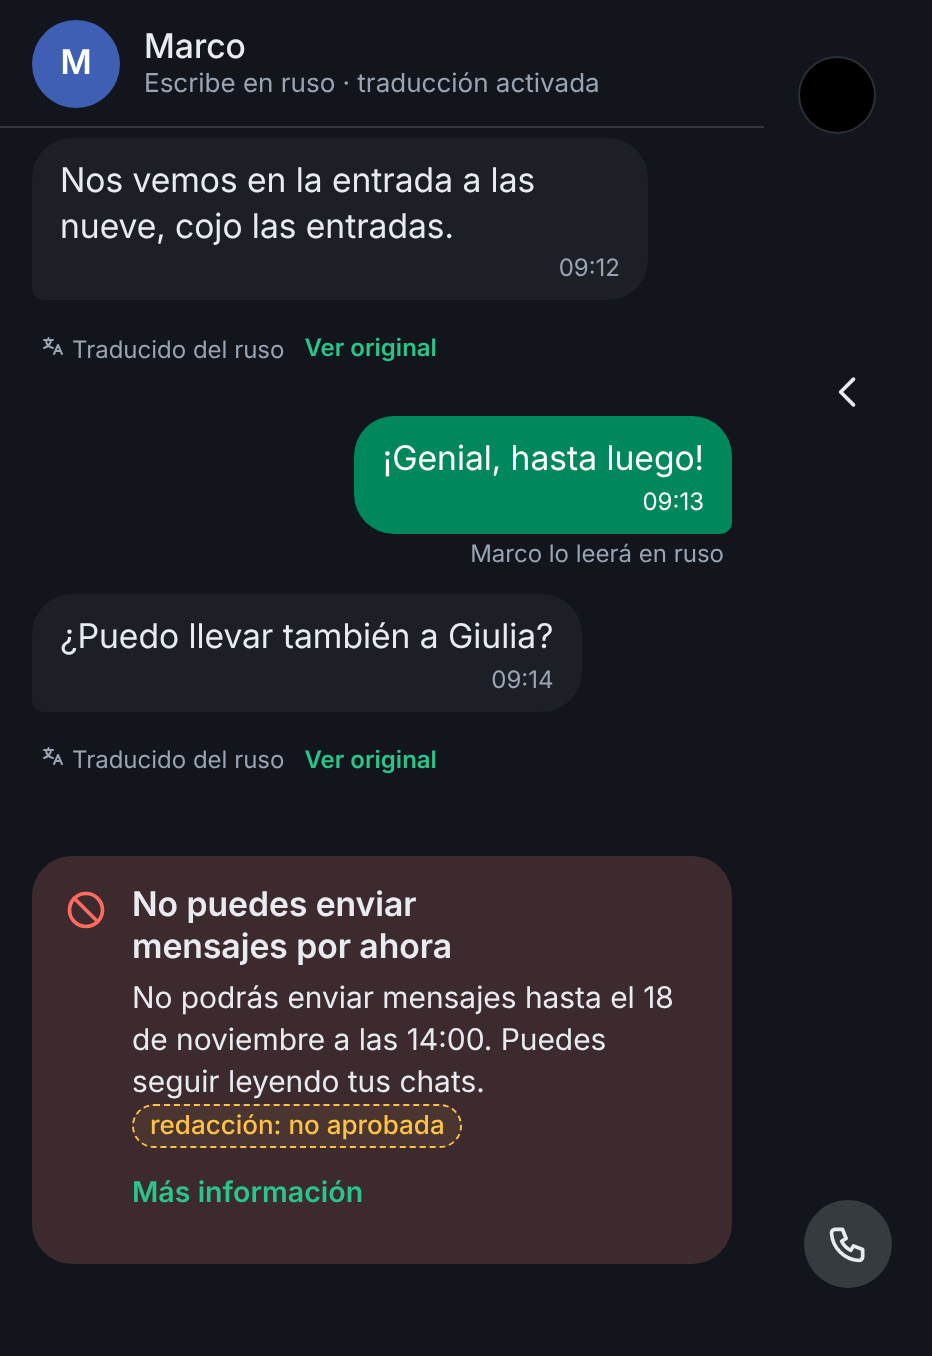 M
Marco
Escribe en ruso · traducción activada
Nos vemos en la entrada a las
nueve, cojo las entradas.
09:12
Traducido del ruso Ver original
¡Genial, hasta luego!
09:13
Marco lo leerá en ruso
¿Puedo llevar también a Giulia?
09:14
Traducido del ruso Ver original
No puedes enviar
mensajes por ahora
No podrás enviar mensajes hasta el 18
de noviembre a las 14:00. Puedes
seguir leyendo tus chats.
redacción: no aprobada
Más información